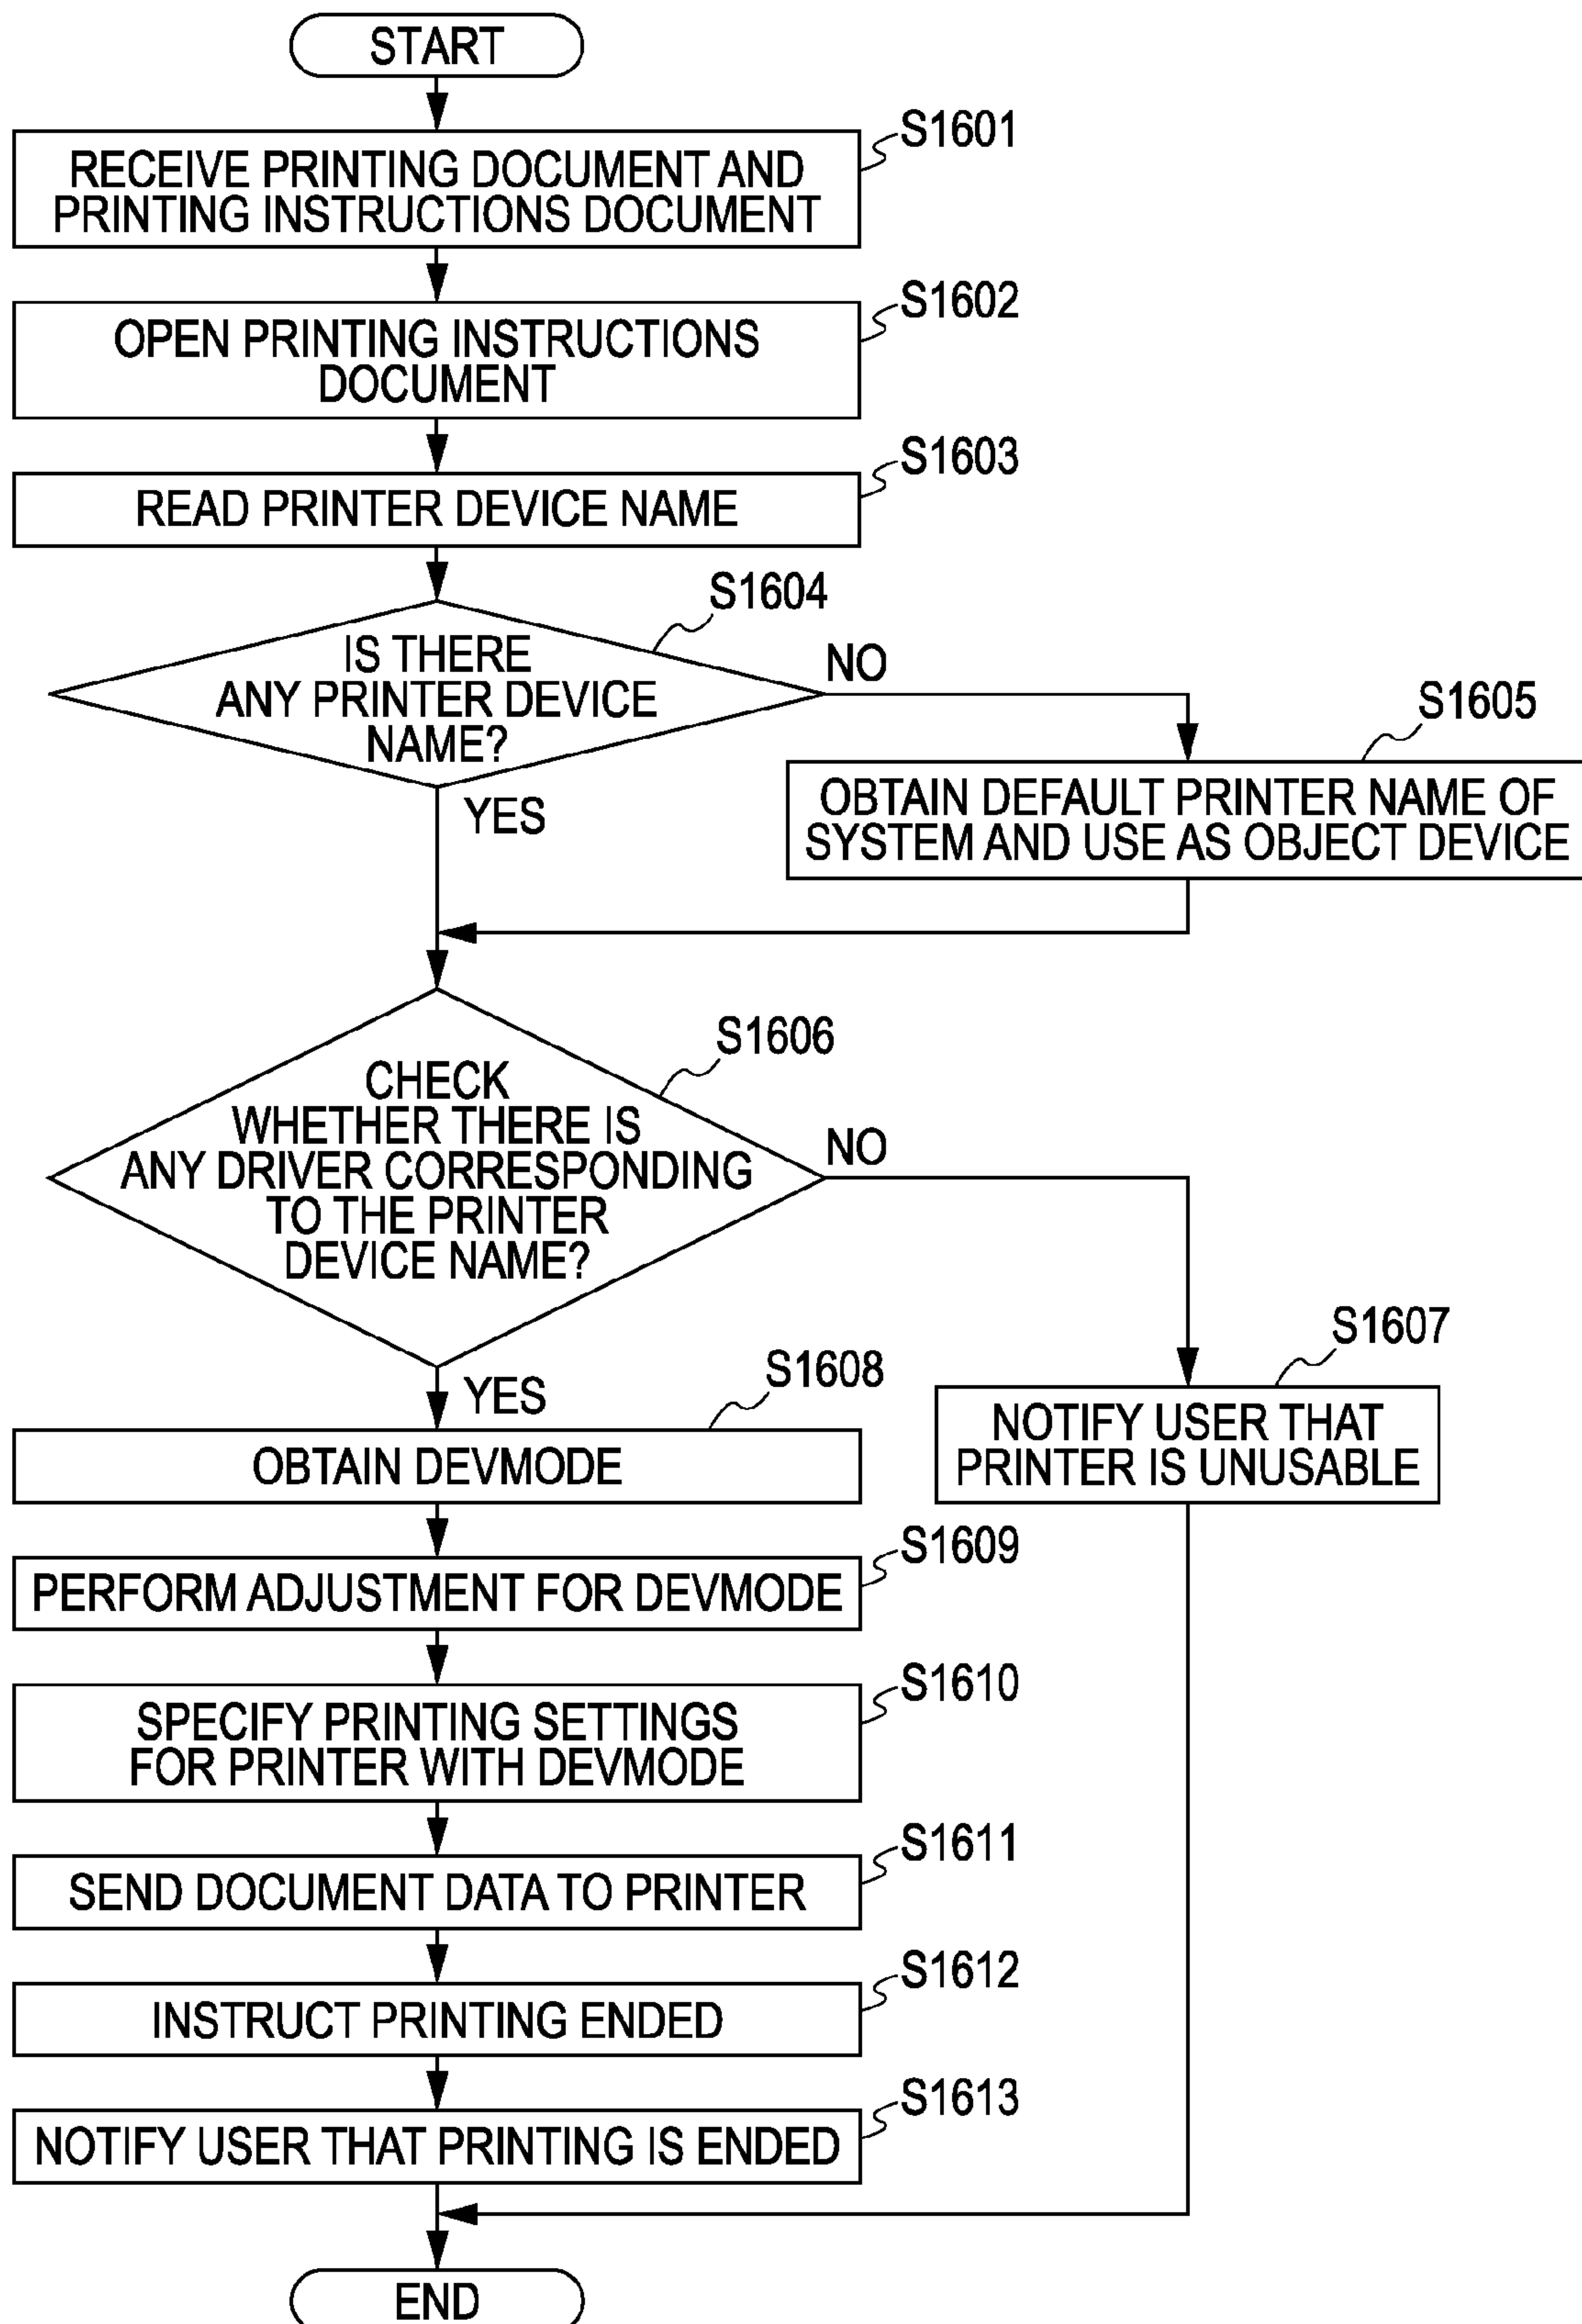 START
S1601
RECEIVE PRINTING DOCUMENT AND
PRINTING INSTRUCTIONS DOCUMENT
S1602
OPEN PRINTING INSTRUCTIONS
DOCUMENT
S1603
READ PRINTER DEVICE NAME
S1604
IS THERE
ANY PRINTER DEVICE
NAME?
NO
YES
S1605
OBTAIN DEFAULT PRINTER NAME OF
SYSTEM AND USE AS OBJECT DEVICE
S1606
CHECK
WHETHER THERE IS
ANY DRIVER CORRESPONDING
TO THE PRINTER
DEVICE NAME?
NO
YES
S1607
NOTIFY USER THAT
PRINTER IS UNUSABLE
S1608
OBTAIN DEVMODE
S1609
PERFORM ADJUSTMENT FOR DEVMODE
S1610
SPECIFY PRINTING SETTINGS
FOR PRINTER WITH DEVMODE
S1611
SEND DOCUMENT DATA TO PRINTER
S1612
INSTRUCT PRINTING ENDED
S1613
NOTIFY USER THAT PRINTING IS ENDED
END